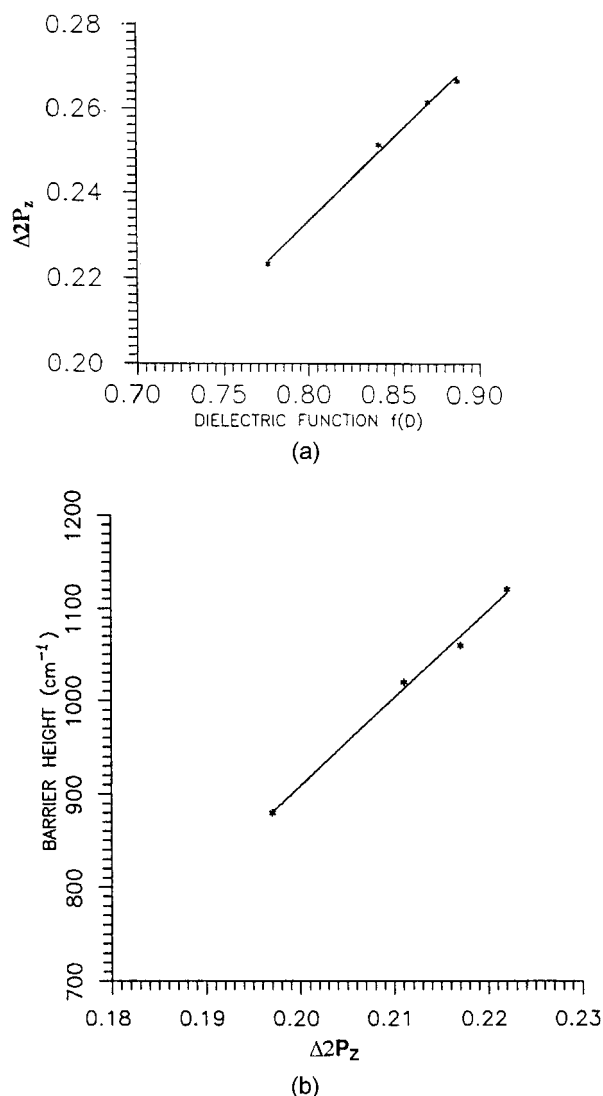 0.28
0.26
0.24
0.22
0.20
Δ2Pz
0.70 0.75 0.80 0.85 0.90
DIELECTRIC FUNCTION f(D)
(a)
1200
1100
1000
900
800
700
BARRIER HEIGHT (cm⁻¹)
0.18 0.19 0.20 0.21 0.22 0.23
Δ2Pz
(b)